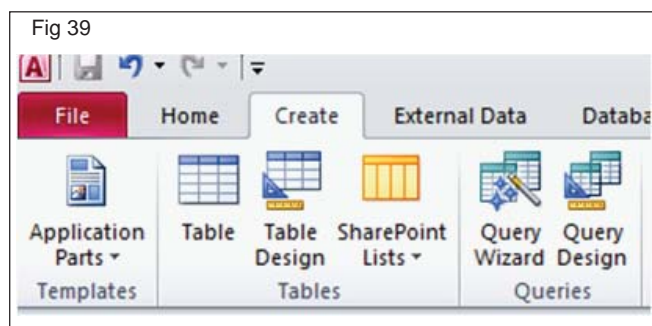 Fig 39
A
File Home Create External Data Databa
Application Parts Table Table Design SharePoint Lists Query Wizard Query Design
Templates Tables Queries